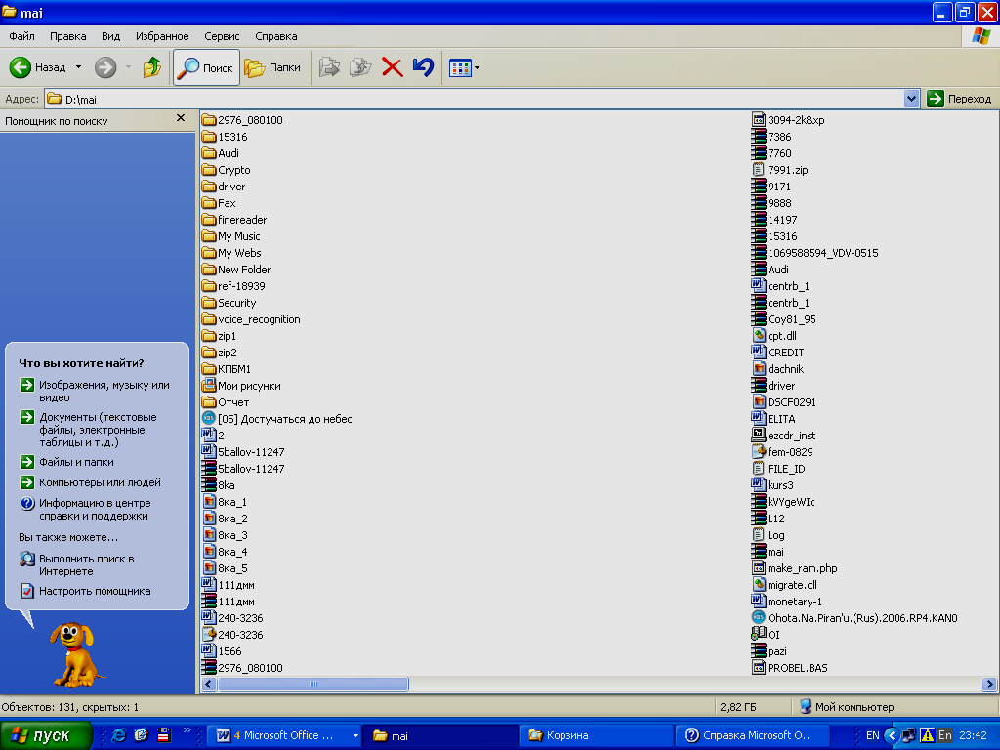 mai
Файл Правка Вид Избранное Сервис Справка
Назад Поиск Папки
Адрес: D:\mai Переход
Помощник по поиску
Что вы хотите найти?
Изображения, музыку или
видео
Документы (текстовые
файлы, электронные
таблицы и т.д.)
Файлы и папки
Компьютеры или людей
Информацию в центре
справки и поддержки
Вы также можете...
Выполнить поиск в
Интернете
Настроить помощника
2976_080100
15316
Audi
Crypto
driver
Fax
finereader
My Music
My Webs
New Folder
ref-18939
Security
voice_recognition
zip1
zip2
КПБМ1
Мои рисунки
Отчет
[05] Достучаться до небес
2
5ballov-11247
5ballov-11247
8ка
8ка_1
8ка_2
8ка_3
8ка_4
8ка_5
111дмм
111дмм
240-3236
240-3236
1566
2976_080100
3094-2k&xp
7386
7760
7991.zip
9171
9888
14197
15316
1069588594_VDV-0515
Audi
centrb_1
centrb_1
Coy81_95
cpt.dll
CREDIT
dachnik
driver
DSCF0291
ELITA
ezcdr_inst
fem-0829
FILE_ID
kurs3
kVYgeWIc
L12
Log
mai
make_ram.php
migrate.dll
monetary-1
Ohota.Na.Piran'u.(Rus).2006.RP4.KANO
OI
pazi
PROBEL.BAS
Объектов: 131, скрытых: 1 2,82 ГБ Мой компьютер
пуск » 4 Microsoft Office ... mai Корзина Справка Microsoft O... EN En 23:42